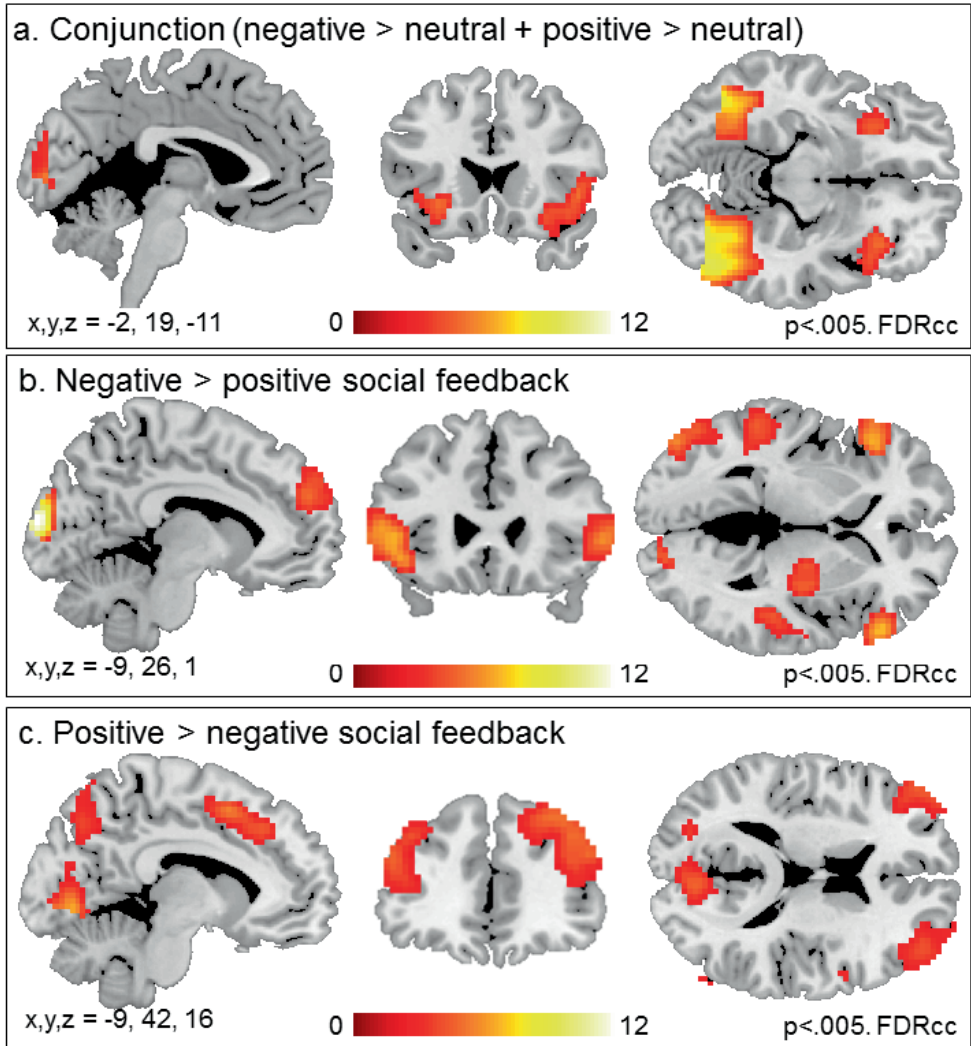 a. Conjunction (negative > neutral + positive > neutral)
x,y,z = -2, 19, -11
0 12
p<.005. FDRcc
b. Negative > positive social feedback
x,y,z = -9, 26, 1
0 12
p<.005. FDRcc
c. Positive > negative social feedback
x,y,z = -9, 42, 16
0 12
p<.005. FDRcc